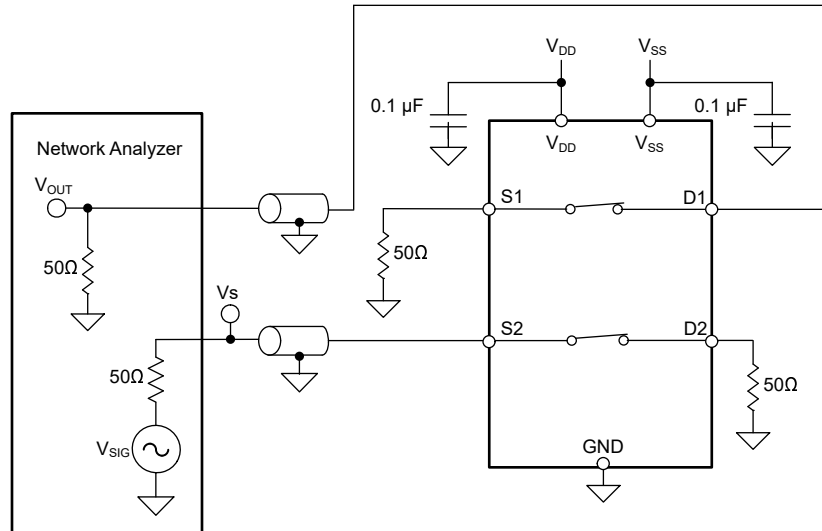 V_DD
V_SS
0.1 µF
0.1 µF
V_DD
V_SS
Network Analyzer
V_OUT
S1
D1
50Ω
50Ω
Vs
S2
D2
50Ω
50Ω
V_SIG
GND